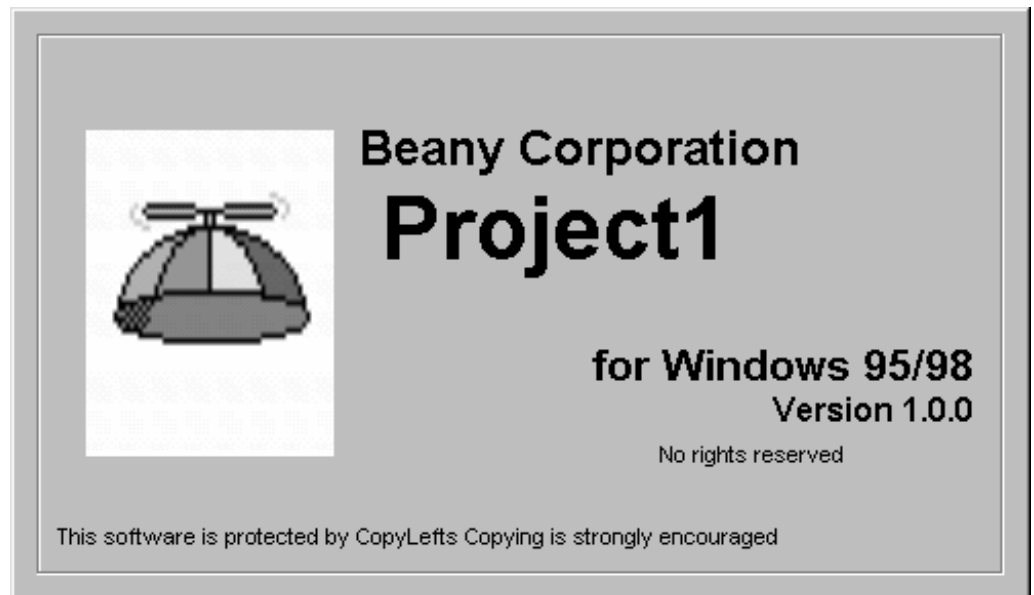 Beany Corporation
Project1
for Windows 95/98
Version 1.0.0
No rights reserved
This software is protected by CopyLefts Copying is strongly encouraged